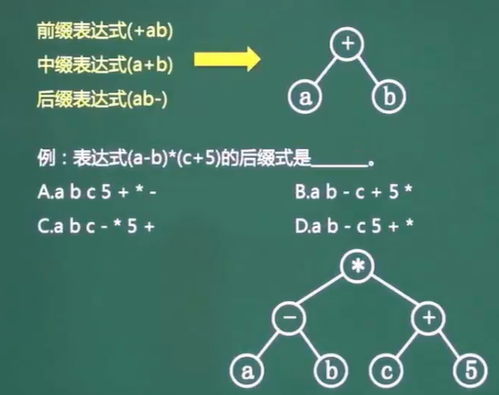 前缀表达式(+ab)
中缀表达式(a+b)
后缀表达式(ab-)
+
a b
例：表达式(a-b)*(c+5)的后缀式是______。
A.a b c 5 + * - B.a b - c + 5 *
C.a b c - * 5 + D.a b - c 5 + *
*
- +
a b c 5